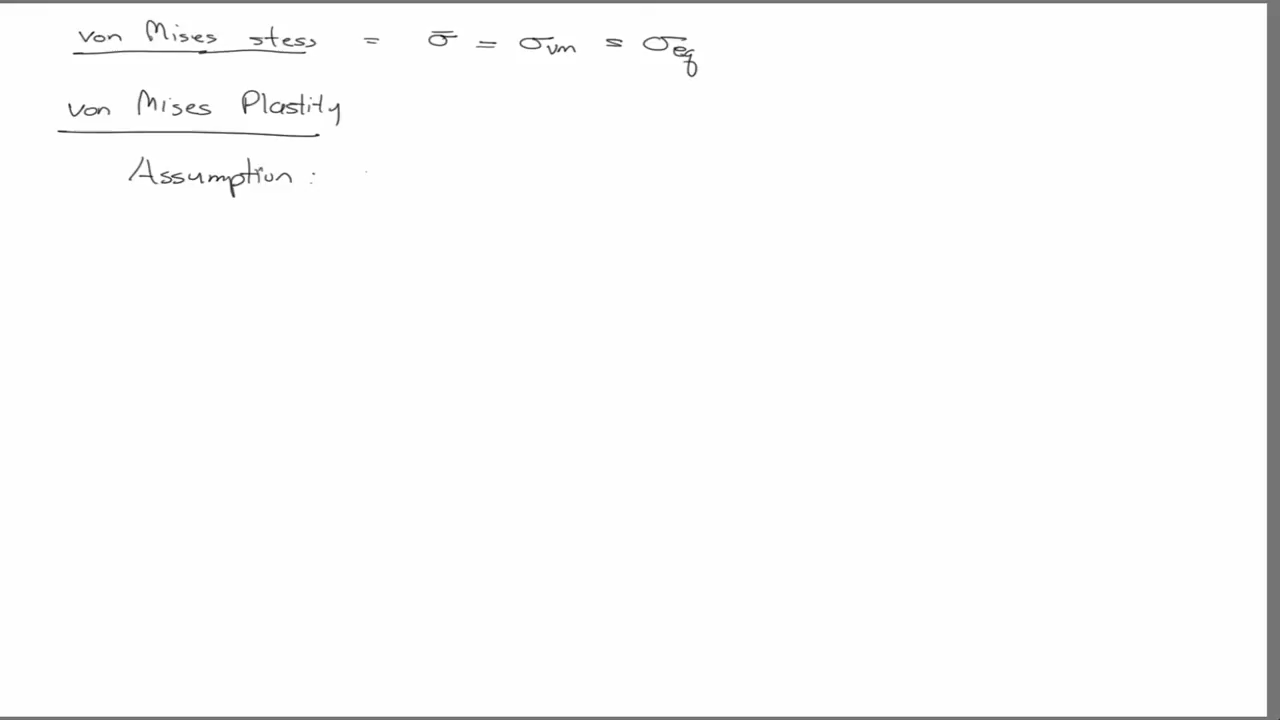 von Mises stess = σ̄ = σvm = σeq
von Mises Plastity
Assumption :